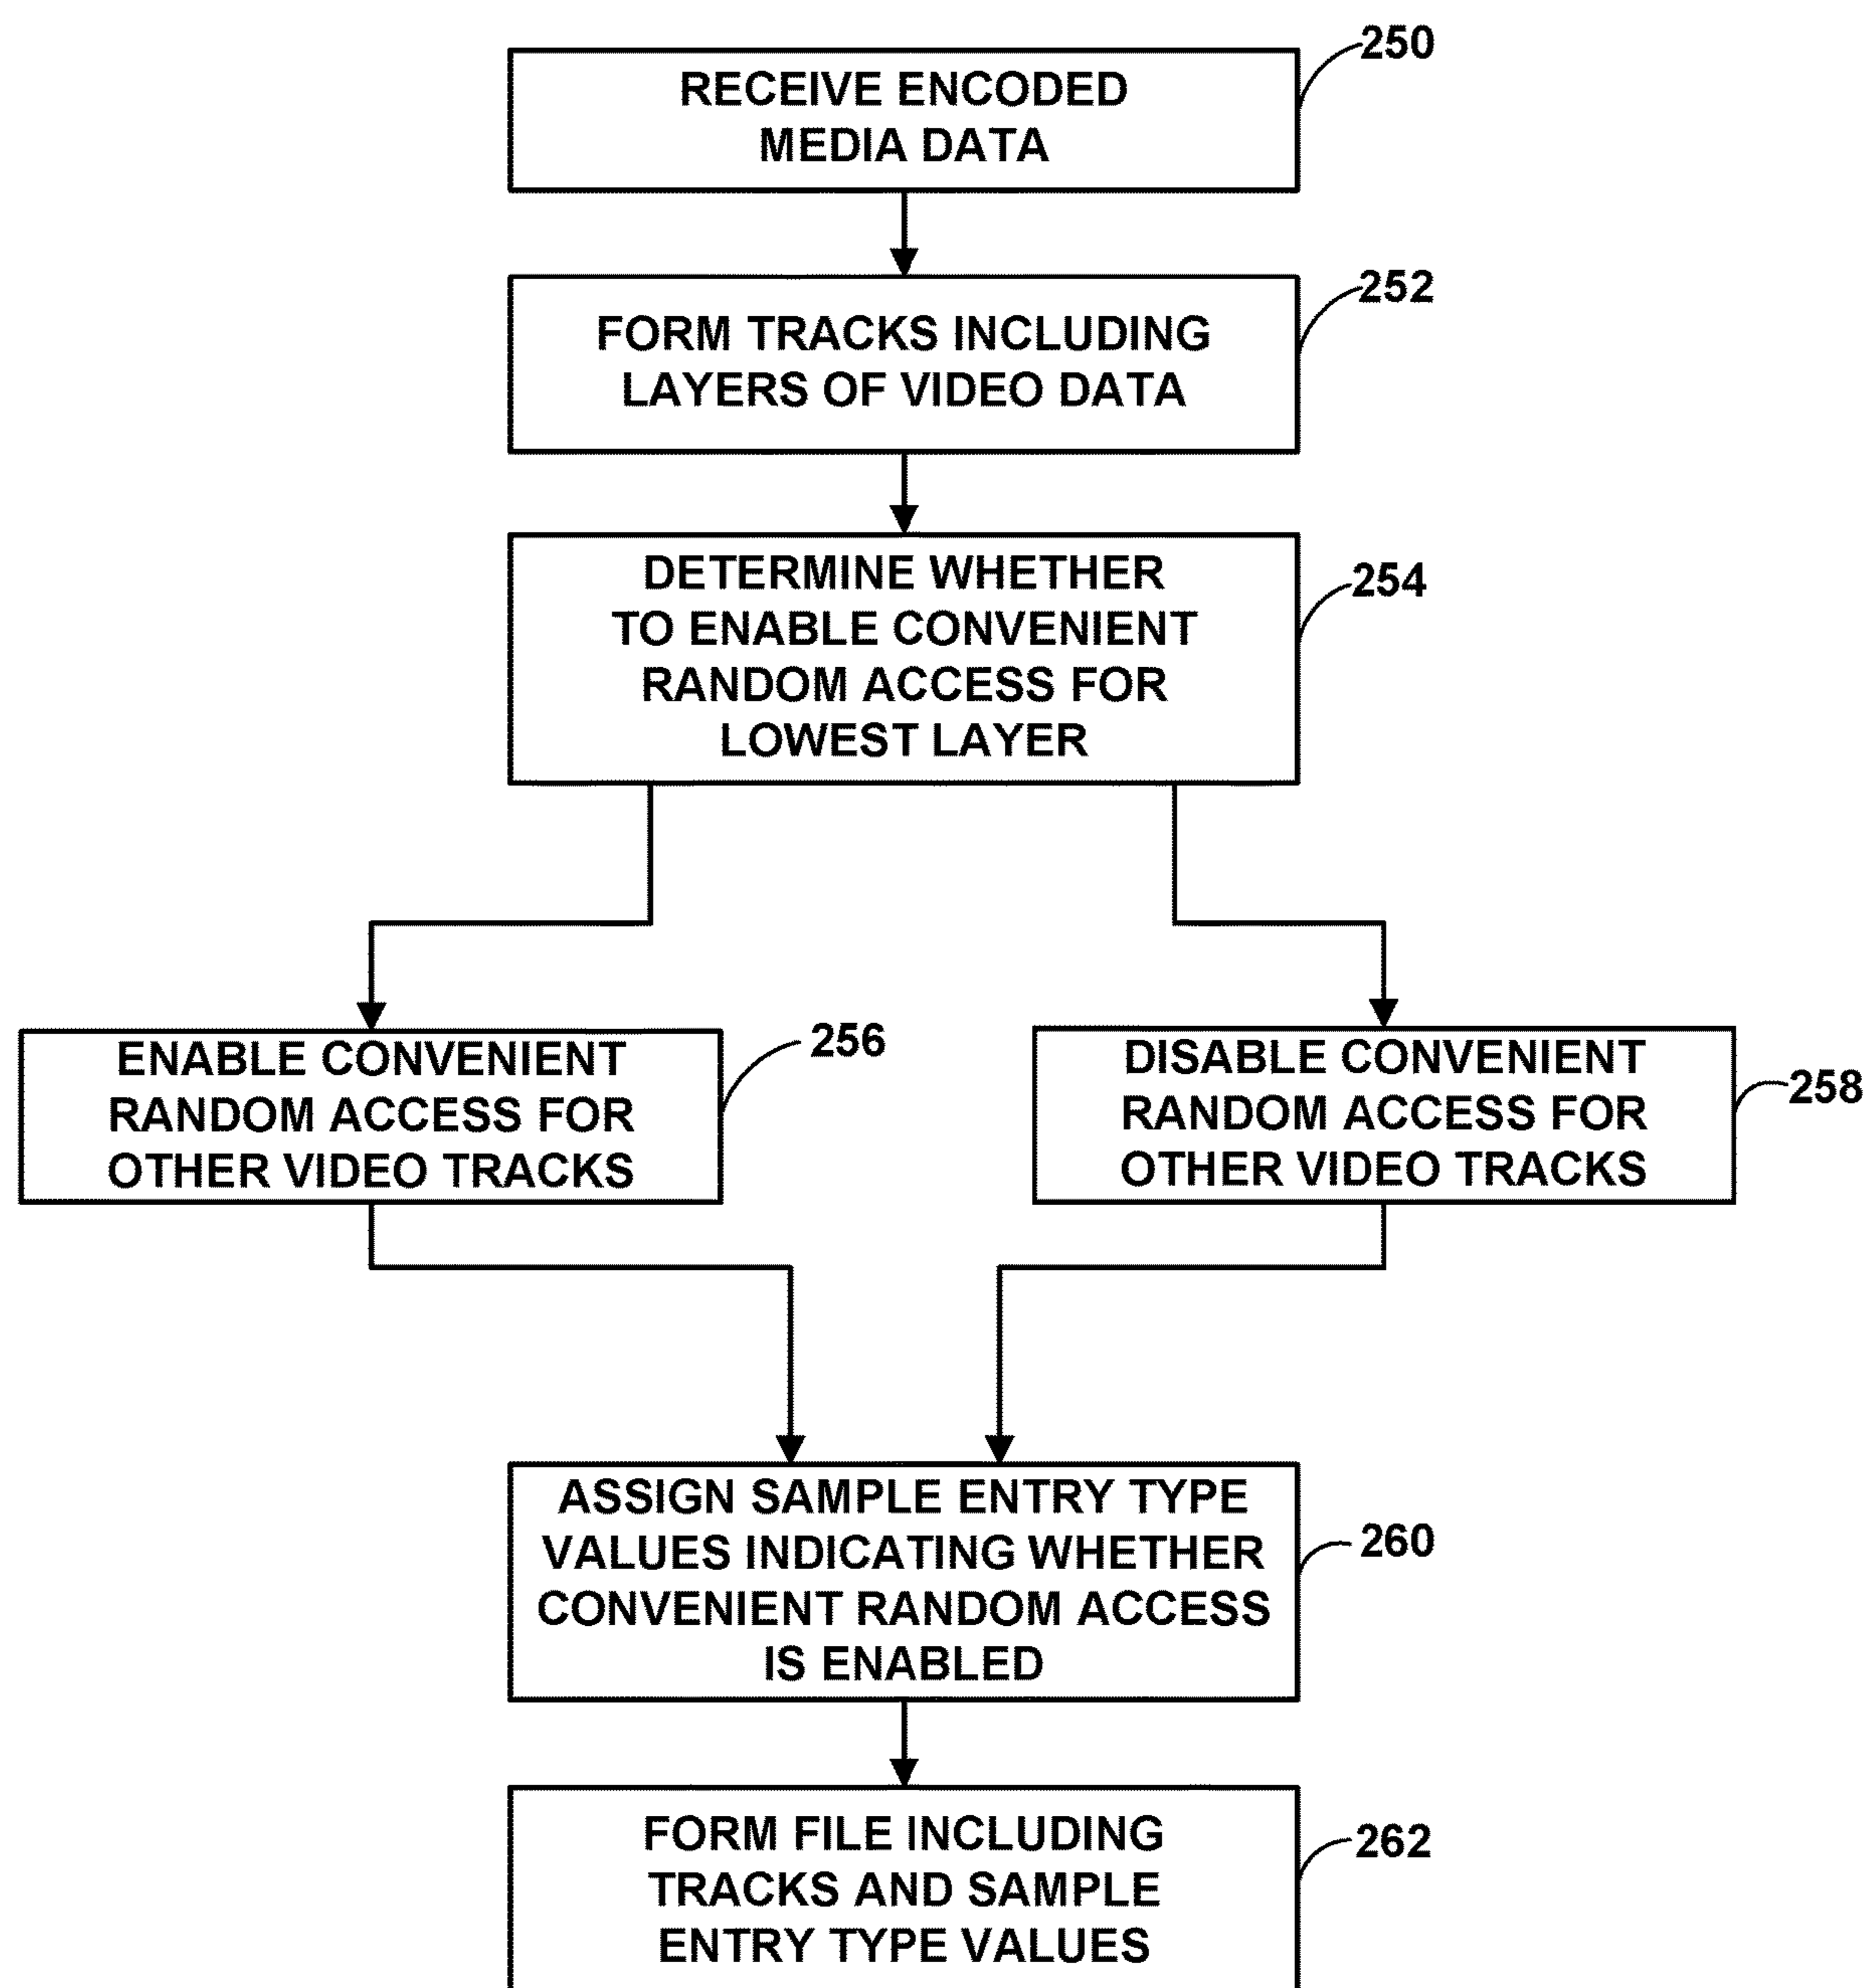 250
RECEIVE ENCODED
MEDIA DATA
252
FORM TRACKS INCLUDING
LAYERS OF VIDEO DATA
254
DETERMINE WHETHER
TO ENABLE CONVENIENT
RANDOM ACCESS FOR
LOWEST LAYER
256
ENABLE CONVENIENT
RANDOM ACCESS FOR
OTHER VIDEO TRACKS
258
DISABLE CONVENIENT
RANDOM ACCESS FOR
OTHER VIDEO TRACKS
260
ASSIGN SAMPLE ENTRY TYPE
VALUES INDICATING WHETHER
CONVENIENT RANDOM ACCESS
IS ENABLED
262
FORM FILE INCLUDING
TRACKS AND SAMPLE
ENTRY TYPE VALUES